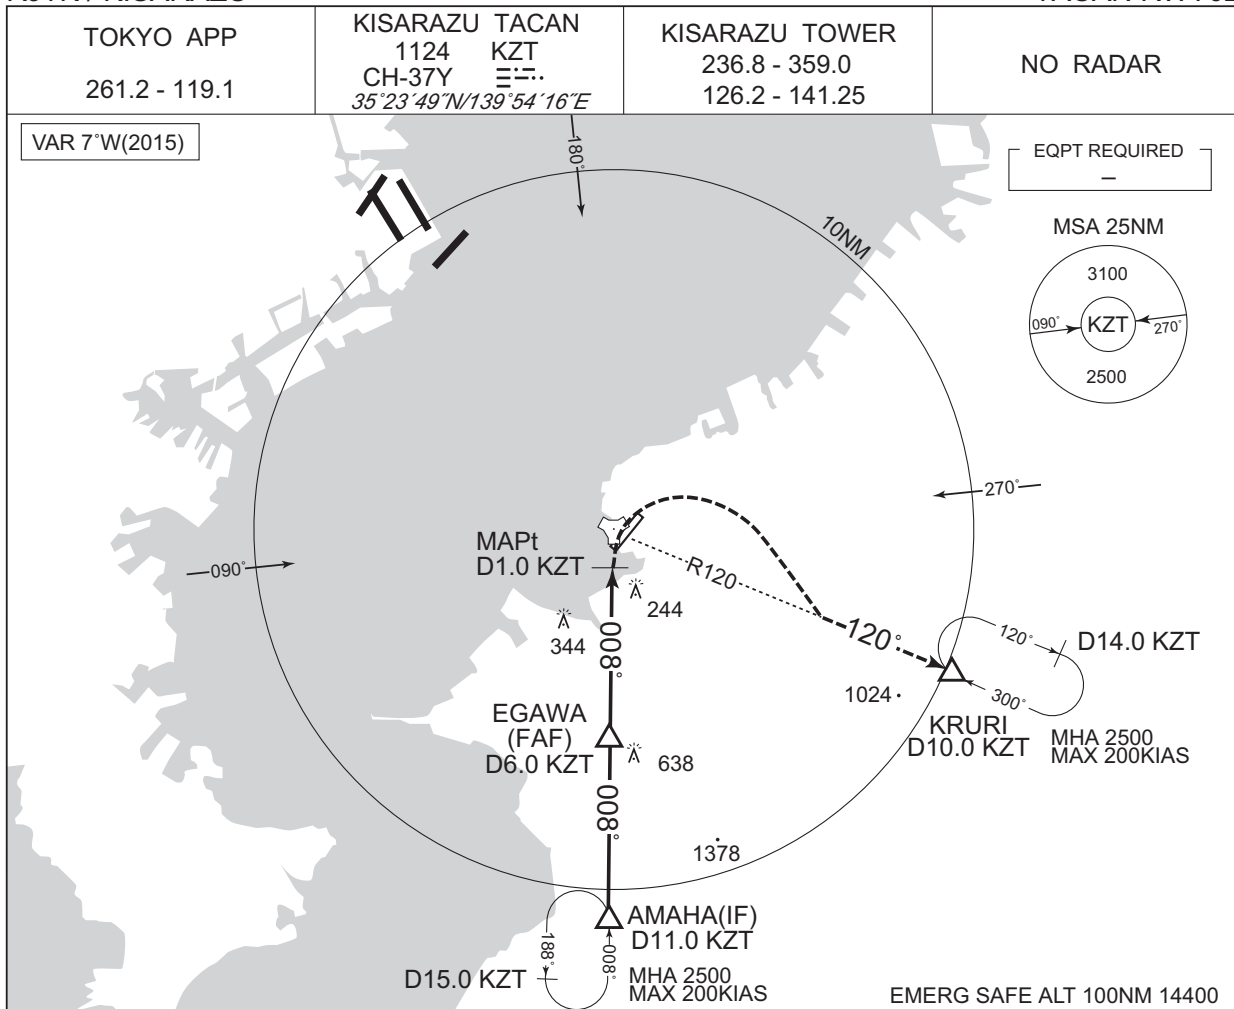 TOKYO APP
261.2 - 119.1
KISARAZU TACAN
1124 KZT
CH-37Y
35°23´49˝N/139°54´16˝E
KISARAZU TOWER
236.8 - 359.0
126.2 - 141.25
NO RADAR
VAR 7°W(2015)
180°
EQPT REQUIRED
–
10NM
MSA 25NM
3100
090°
KZT
270°
2500
270°
MAPt
D1.0 KZT
090°
R120
244
344
008°
120°
120°
D14.0 KZT
300°
1024
KRURI
D10.0 KZT
MHA 2500
MAX 200KIAS
EGAWA
(FAF)
D6.0 KZT
638
008°
1378
AMAHA(IF)
D11.0 KZT
188°
008°
D15.0 KZT
MHA 2500
MAX 200KIAS
EMERG SAFE ALT 100NM 14400